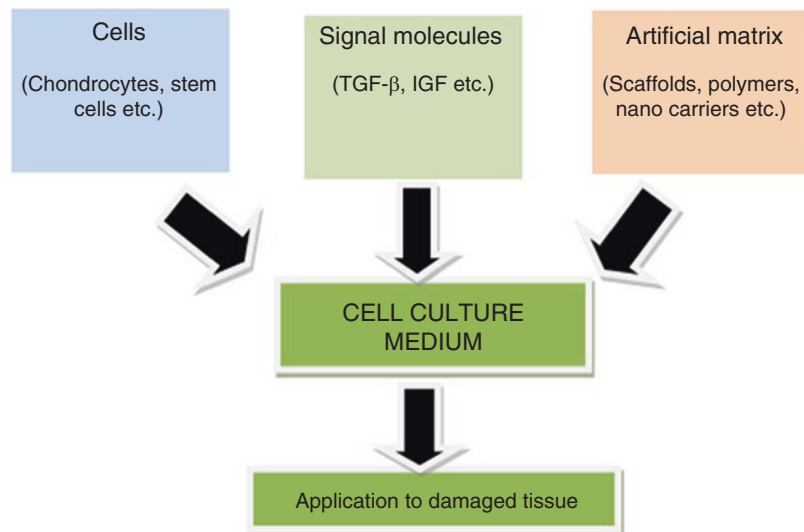 Cells
(Chondrocytes, stem
cells etc.)
Signal molecules
(TGF-β, IGF etc.)
Artificial matrix
(Scaffolds, polymers,
nano carriers etc.)
CELL CULTURE
MEDIUM
Application to damaged tissue